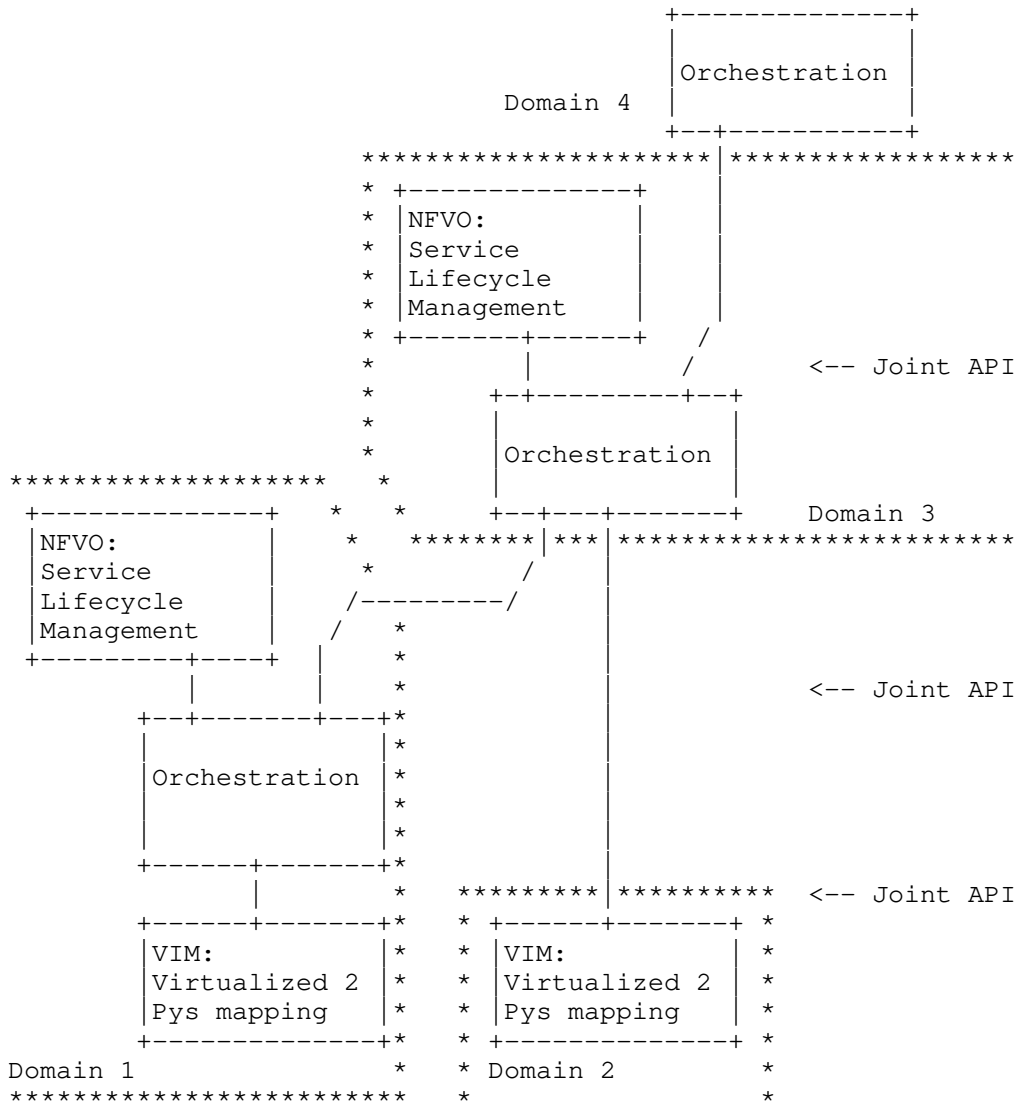 Orchestration
Domain 4
NFVO:
Service
Lifecycle
Management
<-- Joint API
Orchestration
Domain 3
NFVO:
Service
Lifecycle
Management
<-- Joint API
Orchestration
<-- Joint API
VIM:
Virtualized 2
Pys mapping
VIM:
Virtualized 2
Pys mapping
Domain 1
Domain 2